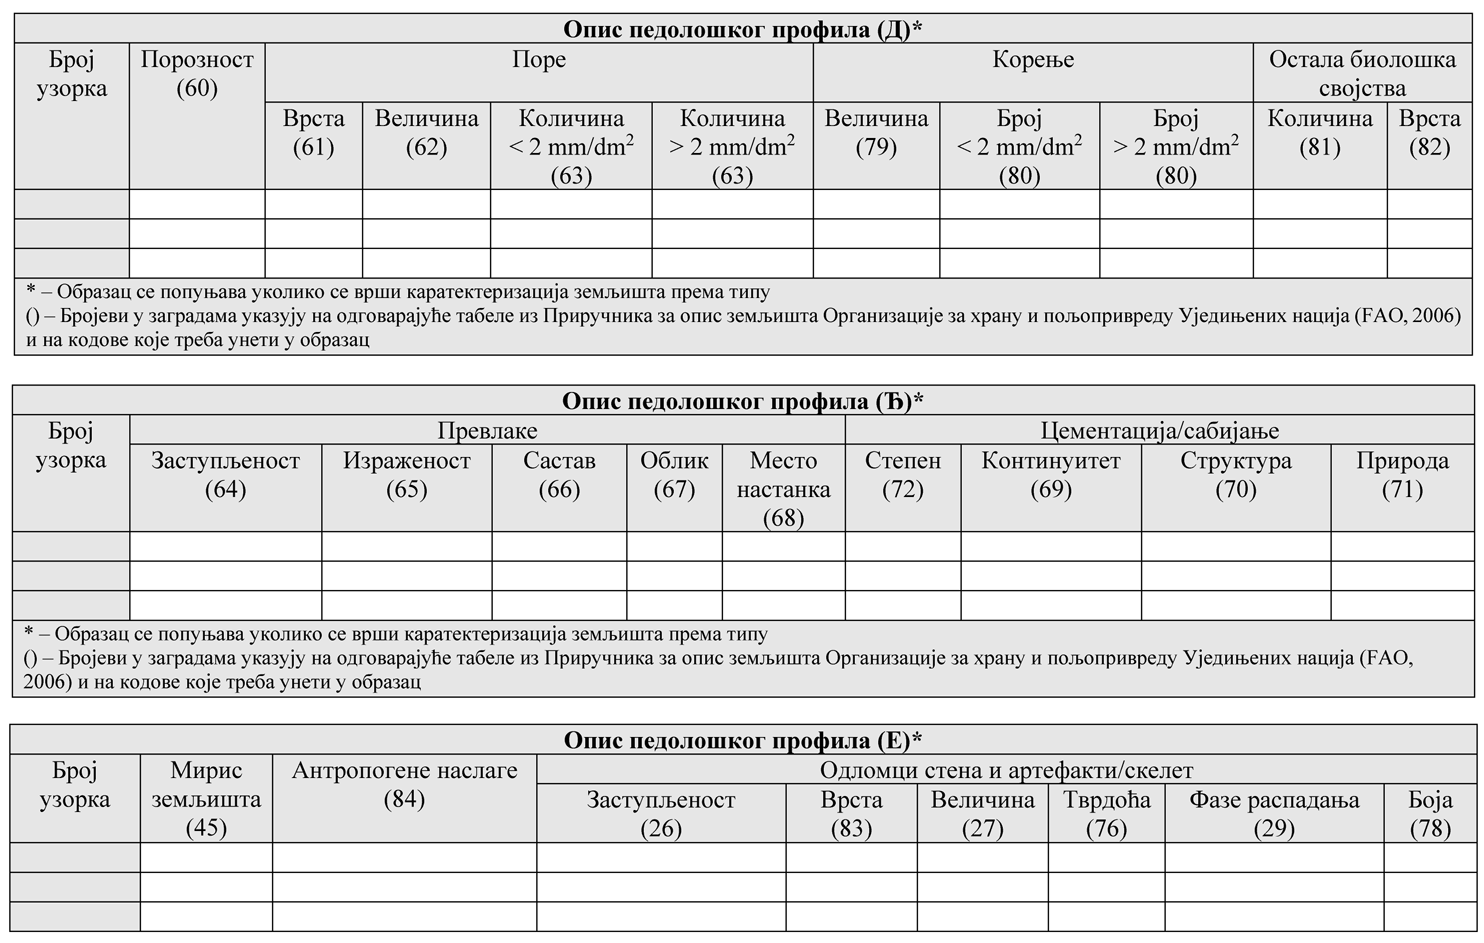 Опис педолошког профила (Д)*
Број узорка
Порозност (60)
Поре
Корење
Остала биолошка својства
Врста (61)
Величина (62)
Количина < 2 mm/dm² (63)
Количина > 2 mm/dm² (63)
Величина (79)
Број < 2 mm/dm² (80)
Број > 2 mm/dm² (80)
Количина (81)
Врста (82)
* – Образац се попуњава уколико се врши каратектеризација земљишта према типу
() – Бројеви у заградама указују на одговарајуће табеле из Приручника за опис земљишта Организације за храну и пољопривреду Уједињених нација (FAO, 2006)
и на кодове које треба унети у образац
Опис педолошког профила (Ђ)*
Број узорка
Превлаке
Цементација/сабијање
Заступљеност (64)
Израженост (65)
Састав (66)
Облик (67)
Место настанка (68)
Степен (72)
Континуитет (69)
Структура (70)
Природа (71)
* – Образац се попуњава уколико се врши каратектеризација земљишта према типу
() – Бројеви у заградама указују на одговарајуће табеле из Приручника за опис земљишта Организације за храну и пољопривреду Уједињених нација (FAO,
2006) и на кодове које треба унети у образац
Опис педолошког профила (Е)*
Број узорка
Мирис земљишта (45)
Антропогене наслаге (84)
Одломци стена и артефакти/скелет
Заступљеност (26)
Врста (83)
Величина (27)
Тврдоћа (76)
Фазе распадања (29)
Боја (78)